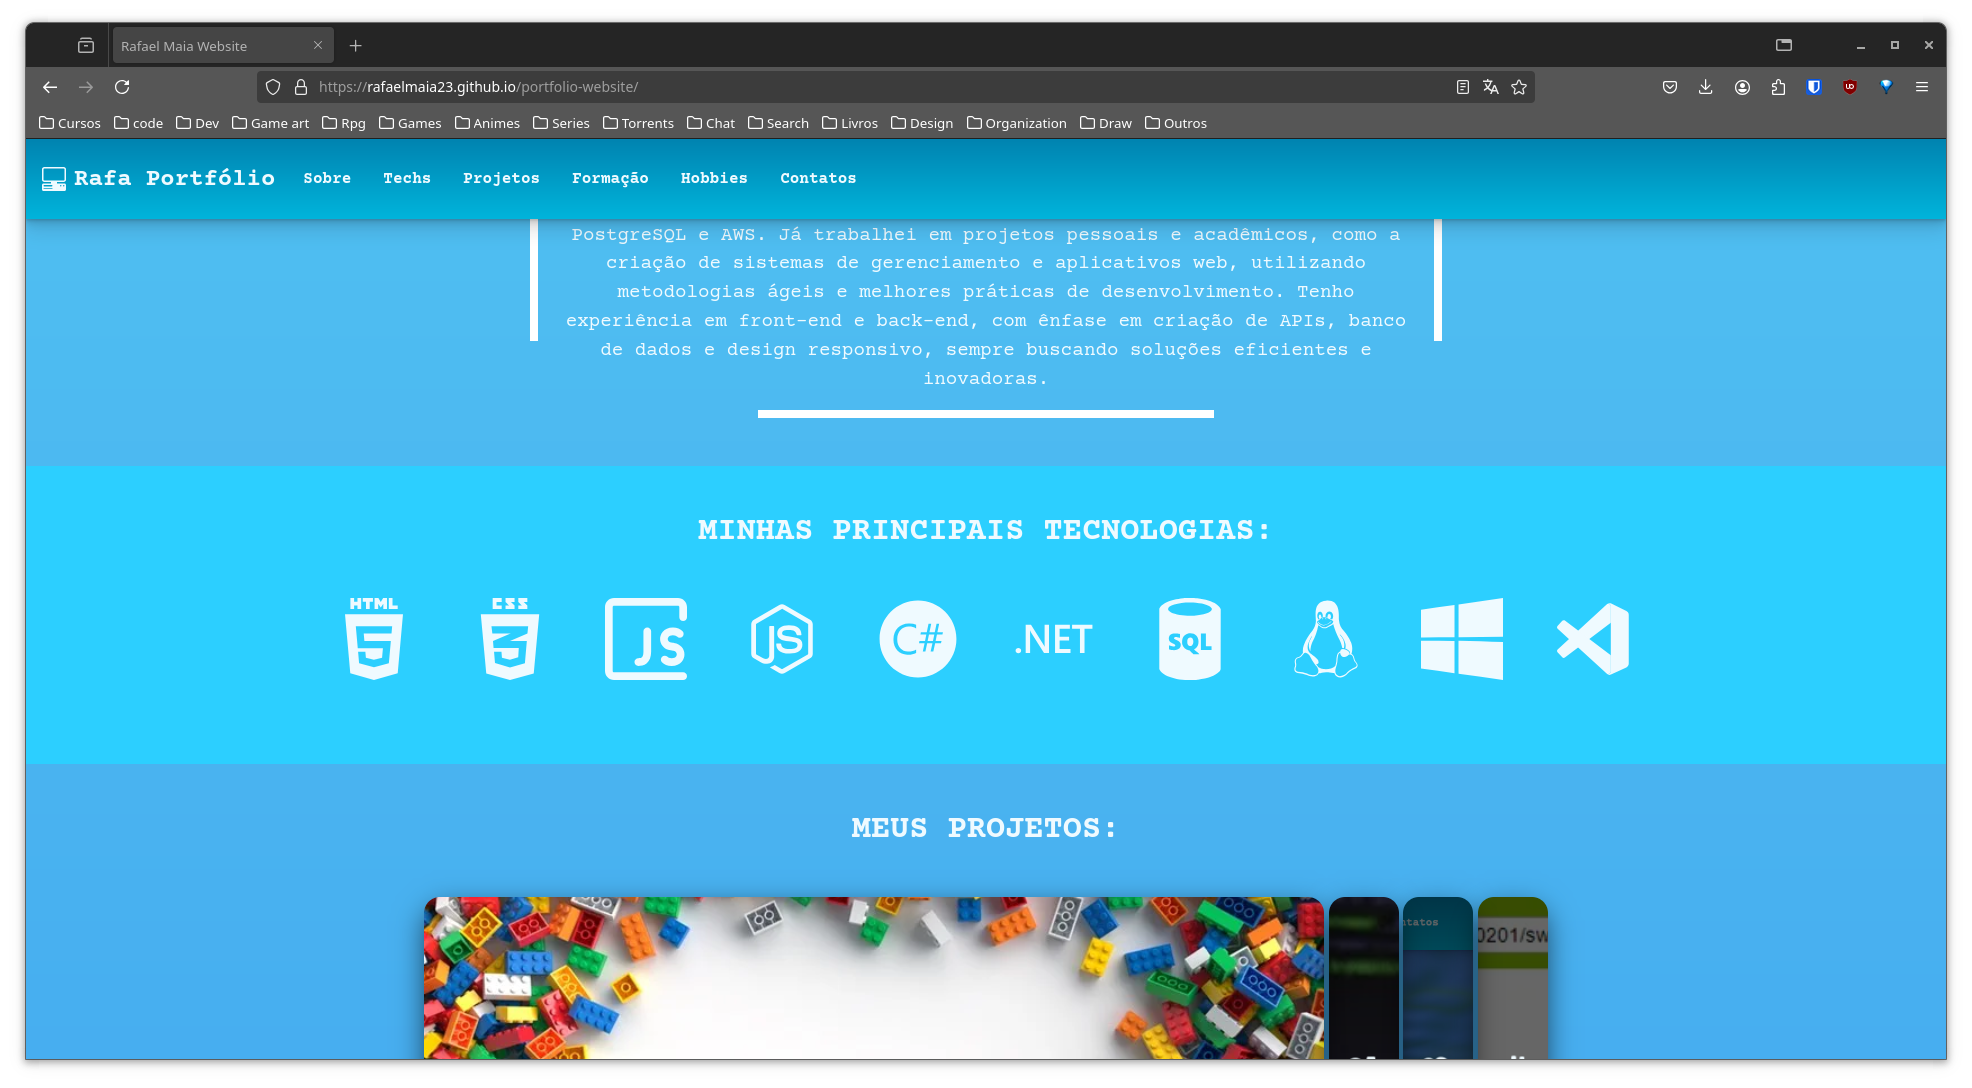 Rafael Maia Website
https://rafaelmaia23.github.io/portfolio-website/
Cursos code Dev Game art Rpg Games Animes Series Torrents Chat Search Livros Design Organization Draw Outros
Rafa Portfólio Sobre Techs Projetos Formação Hobbies Contatos
PostgreSQL e AWS. Já trabalhei em projetos pessoais e acadêmicos, como a
criação de sistemas de gerenciamento e aplicativos web, utilizando
metodologias ágeis e melhores práticas de desenvolvimento. Tenho
experiência em front-end e back-end, com ênfase em criação de APIs, banco
de dados e design responsivo, sempre buscando soluções eficientes e
inovadoras.
MINHAS PRINCIPAIS TECNOLOGIAS:
HTML 5 CSS 3 JS JS C# .NET SQL
MEUS PROJETOS:
ntatos
0201/sw